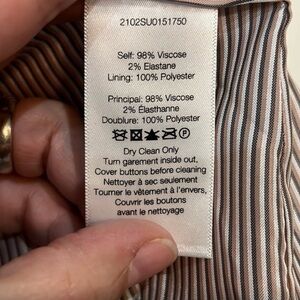 2102SU0151750
Self: 98% Viscose
2% Elastane
Lining: 100% Polyester
Principal: 98% Viscose
2% Élasthanne
Doublure: 100% Polyester
Dry Clean Only
Turn garement inside out,
Cover buttons before cleaning
Nettoyer à sec seulement
Tourner le vêtement à l'envers,
Couvrir les boutons
avant le nettoyage